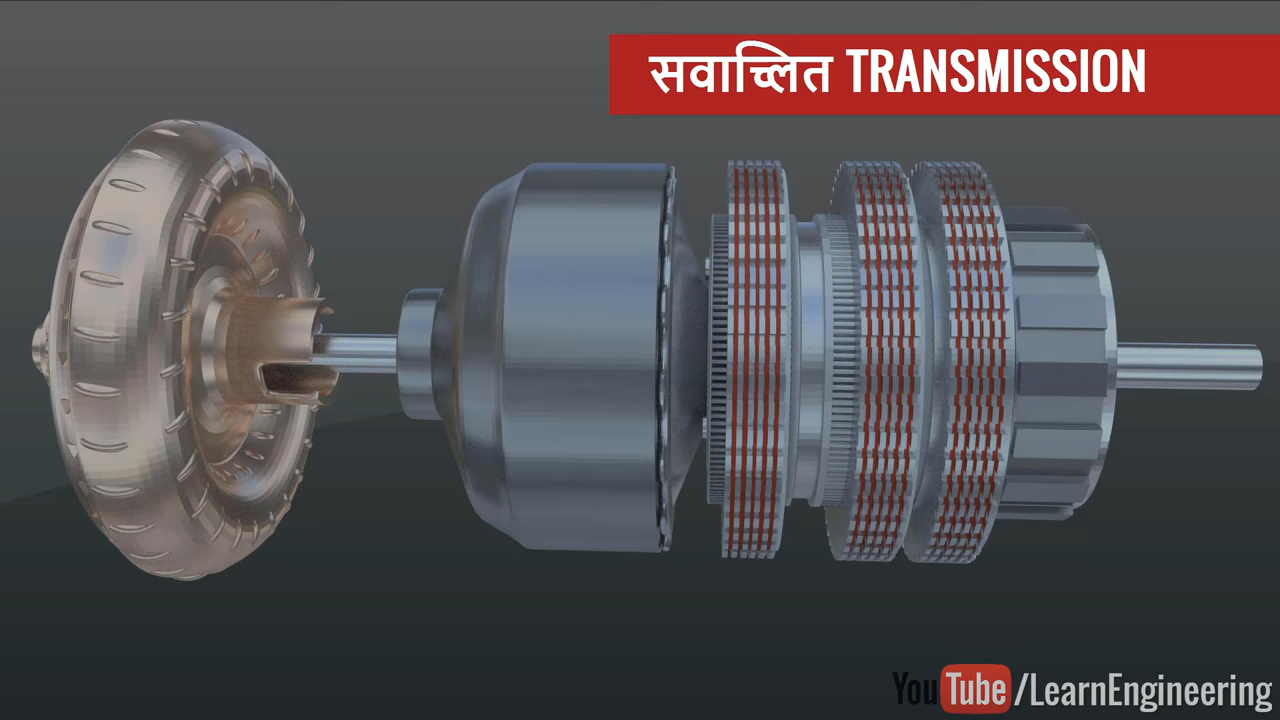 सवाच्लित TRANSMISSION
YouTube/LearnEngineering